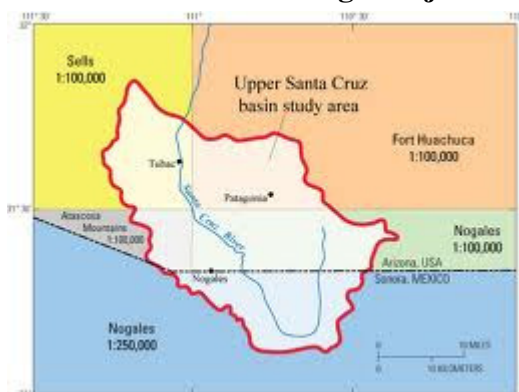 111°30'
111°
110°30'
Sells
1:100,000
Upper Santa Cruz
basin study area
Fort Huachuca
1:100,000
Tubac
Patagonia
Santa Cruz River
31°30'
Atascosa
Mountains
1:100,000
Nogales
1:100,000
Arizona, USA
Sonora, MEXICO
Nogales
Nogales
1:250,000
0
10 MILES
0
10 KILOMETERS